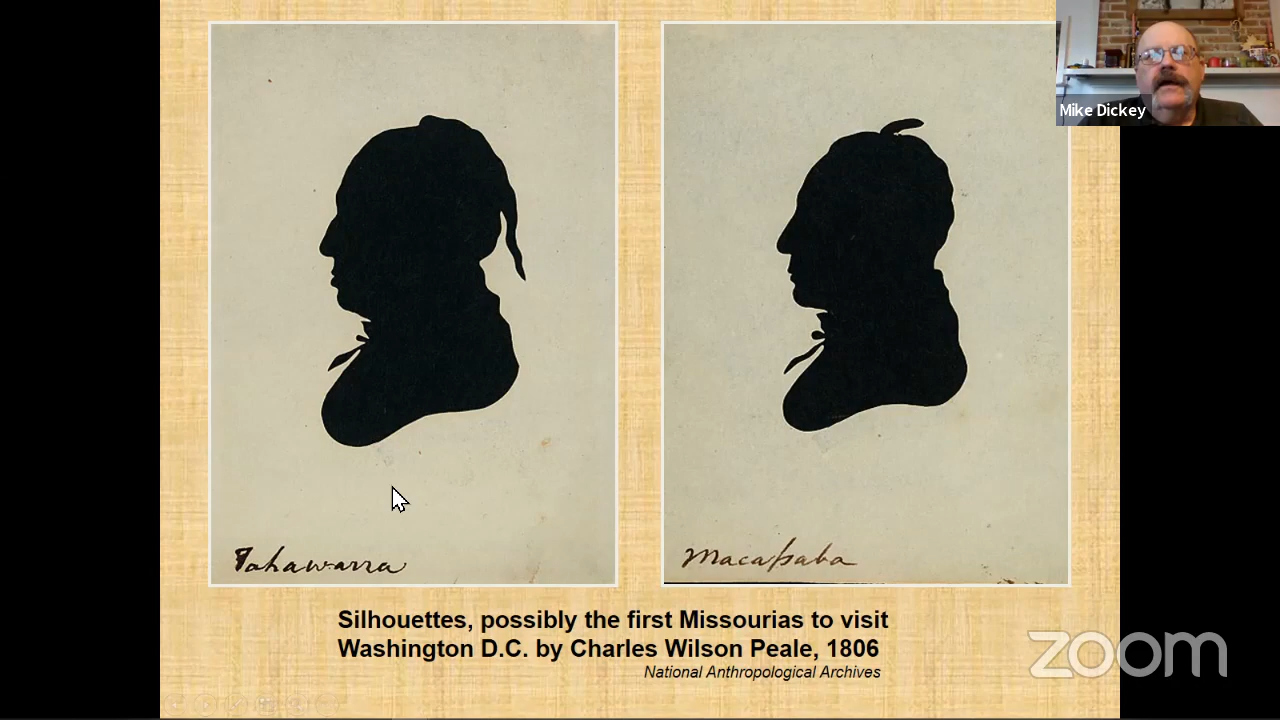 Mike Dickey
Tahawarra
Macapaba
Silhouettes, possibly the first Missourias to visit
Washington D.C. by Charles Wilson Peale, 1806
National Anthropological Archives
zoom